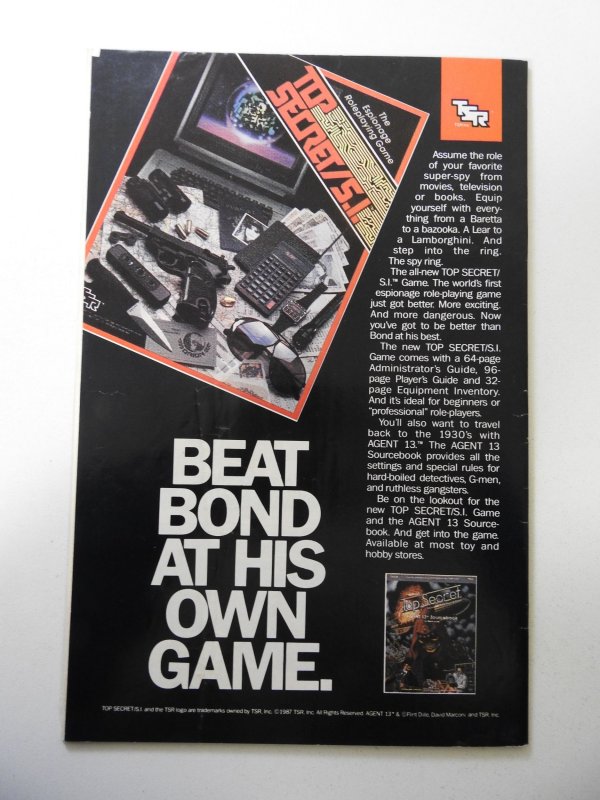 TOP
SECRET/S.I.
The
Espionage
Roleplaying Game
TSR
Assume the role
of your favorite
super-spy from
movies, television
or books. Equip
yourself with every-
thing from a Baretta
to a bazooka. A Lear to
a Lamborghini. And
step into the ring.
The spy ring.
The all-new TOP SECRET/
S.I.™ Game. The world's first
espionage role-playing game
just got better. More exciting.
And more dangerous. Now
you've got to be better than
Bond at his best.
The new TOP SECRET/S.I.
Game comes with a 64-page
Administrator's Guide, 96-
page Player's Guide and 32-
page Equipment Inventory.
And it's ideal for beginners or
"professional" role-players.
You'll also want to travel
back to the 1930's with
AGENT 13.™ The AGENT 13
Sourcebook provides all the
settings and special rules for
hard-boiled detectives, G-men,
and ruthless gangsters.
Be on the lookout for the
new TOP SECRET/S.I. Game
and the AGENT 13 Source-
book. And get into the game.
Available at most toy and
hobby stores.
BEAT
BOND
AT HIS
OWN
GAME.
TSR
Top Secret
Sourcebook
TOP SECRET/S.I. and the TSR logo are trademarks owned by TSR, Inc. ©1987 TSR, Inc. All Rights Reserved. AGENT 13™ & ©Flint Dille, David Marconi, and TSR, Inc.